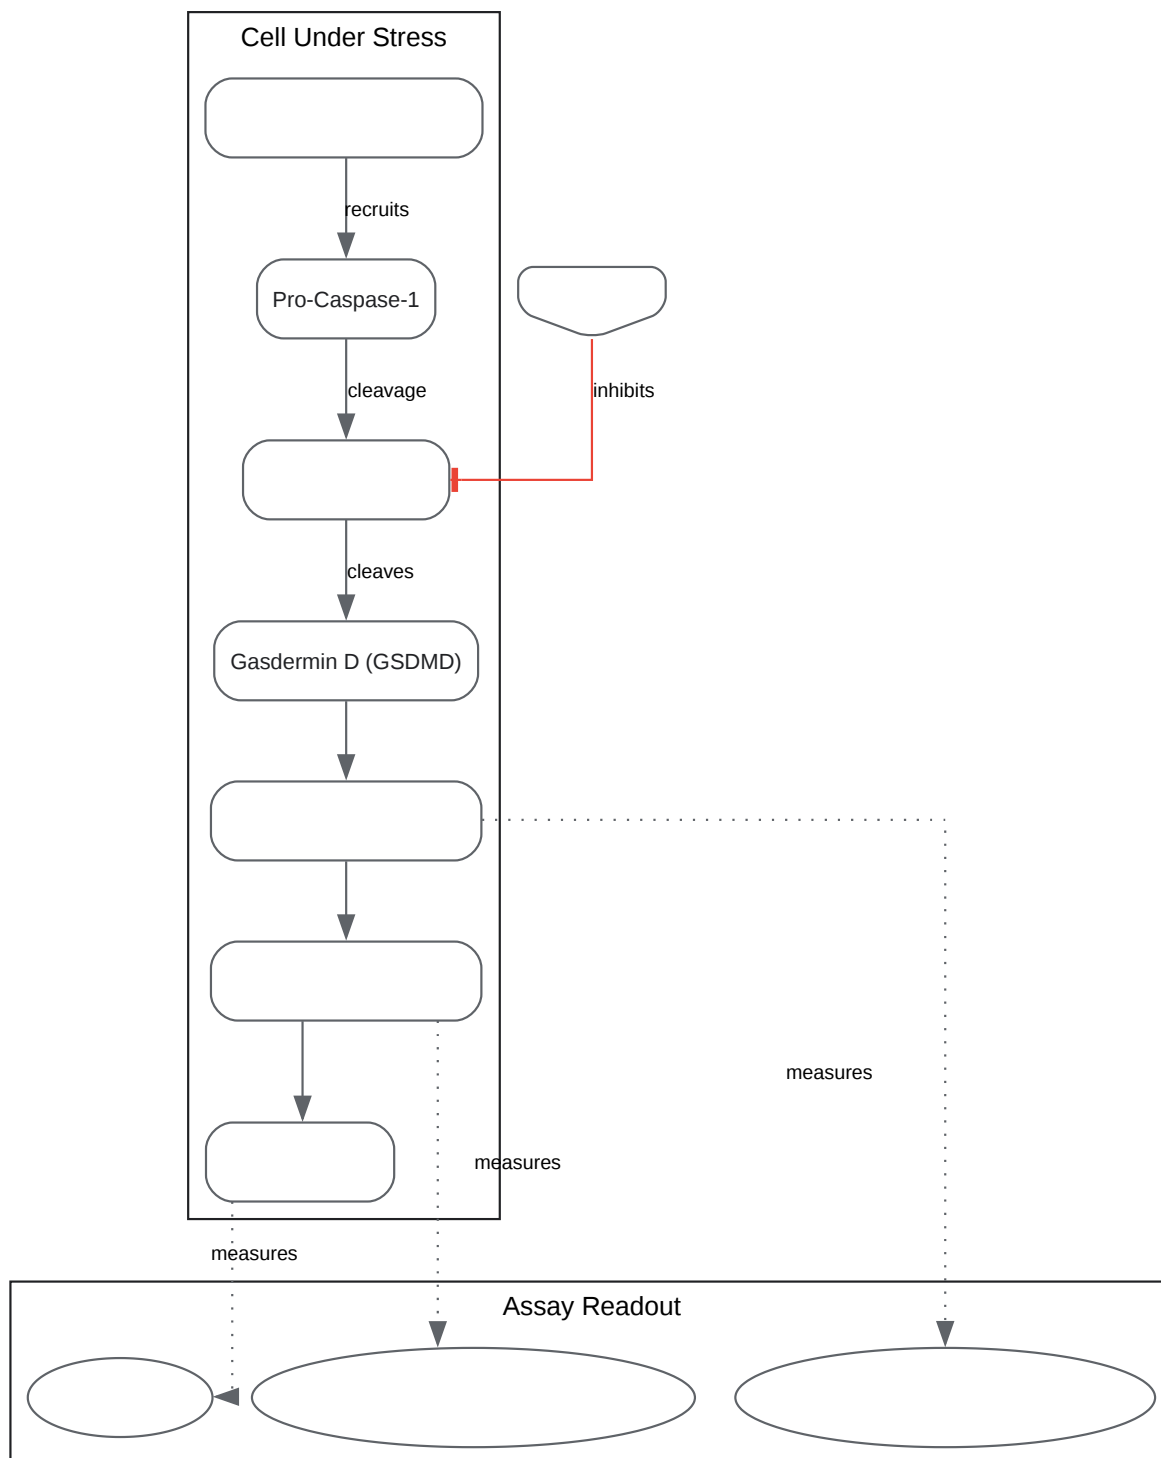 Cell Under Stress
recruits
Pro-Caspase-1
cleavage
inhibits
cleaves
Gasdermin D (GSDMD)
measures
measures
measures
Assay Readout